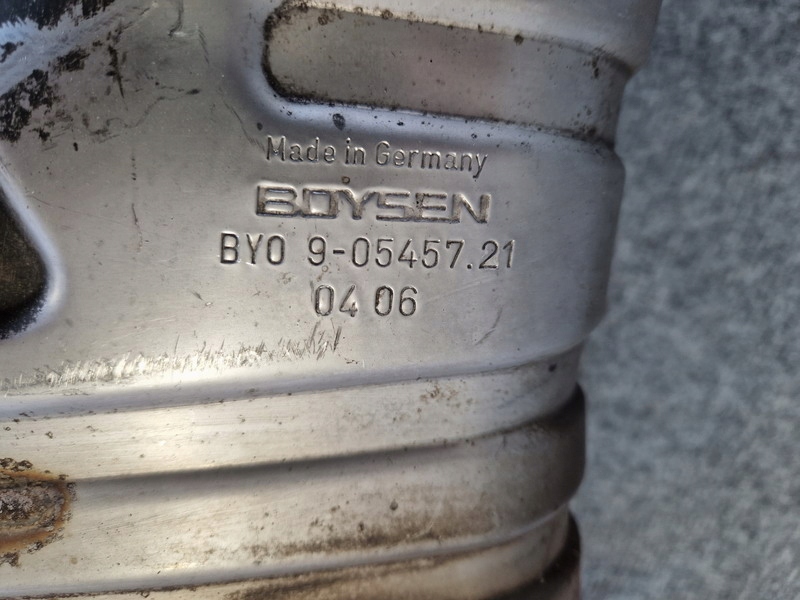 Made in Germany
BOYSEN
BYO 9-05457.21
04 06